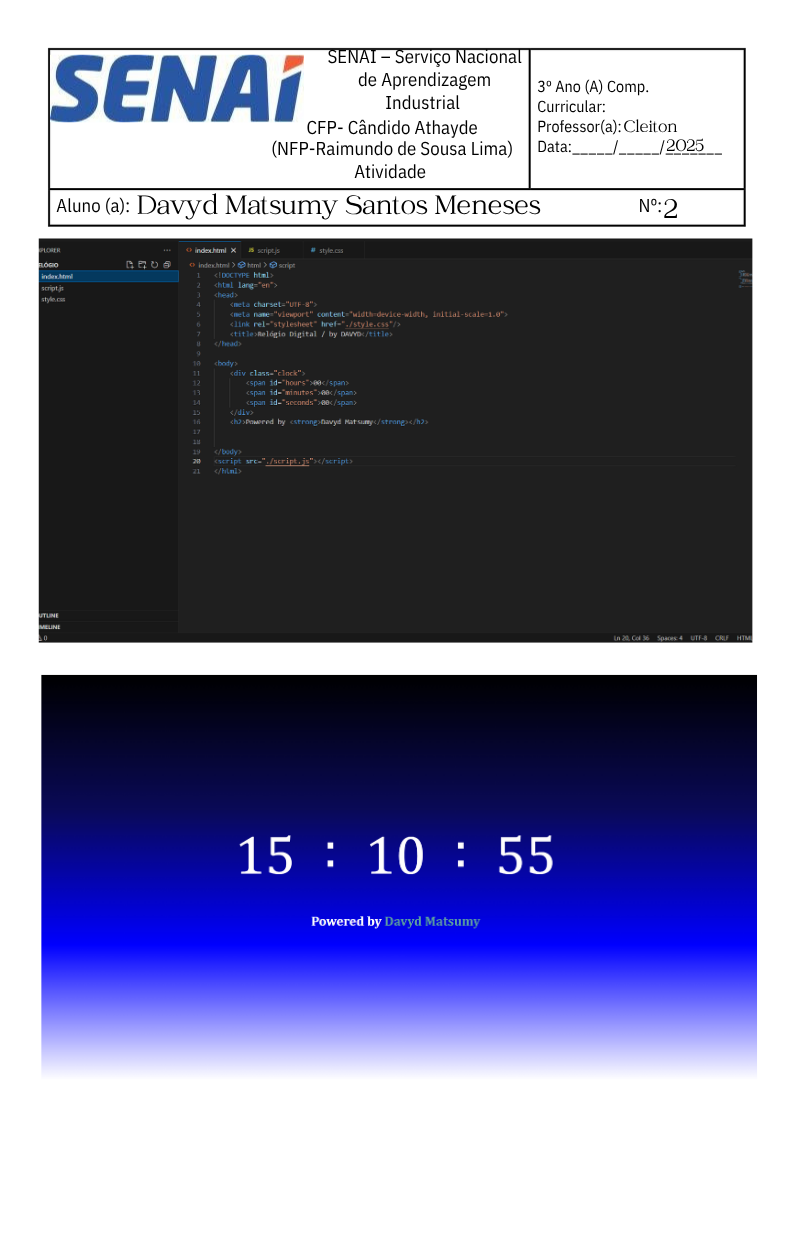 SENAI
SENAI – Serviço Nacional
de Aprendizagem
Industrial
CFP- Cândido Athayde
(NFP-Raimundo de Sousa Lima)
Atividade
3º Ano (A) Comp.
Curricular:
Professor(a): Cleiton
Data:_____/_____/2025
Aluno (a): Davyd Matsumy Santos Meneses
Nº:2
PLORER ...
ELÓGIO
index.html
script.js
style.css
UTLINE
IMELINE
0
index.html × script.js style.css
index.html > html > script
1 <!DOCTYPE html>
2 <html lang="en">
3 <head>
4 <meta charset="UTF-8">
5 <meta name="viewport" content="width=device-width, initial-scale=1.0">
6 <link rel="stylesheet" href="./style.css"/>
7 <title>Relógio Digital / by DAVYD</title>
8 </head>
9
10 <body>
11 <div class="clock">
12 <span id="hours">00</span>
13 <span id="minutes">00</span>
14 <span id="seconds">00</span>
15 </div>
16 <h2>Powered by <strong>Davyd Matsumy</strong></h2>
17
18
19 </body>
20 <script src="./script.js"></script>
21 </html>
Ln 20, Col 36 Spaces: 4 UTF-8 CRLF HTML
15 : 10 : 55
Powered by Davyd Matsumy